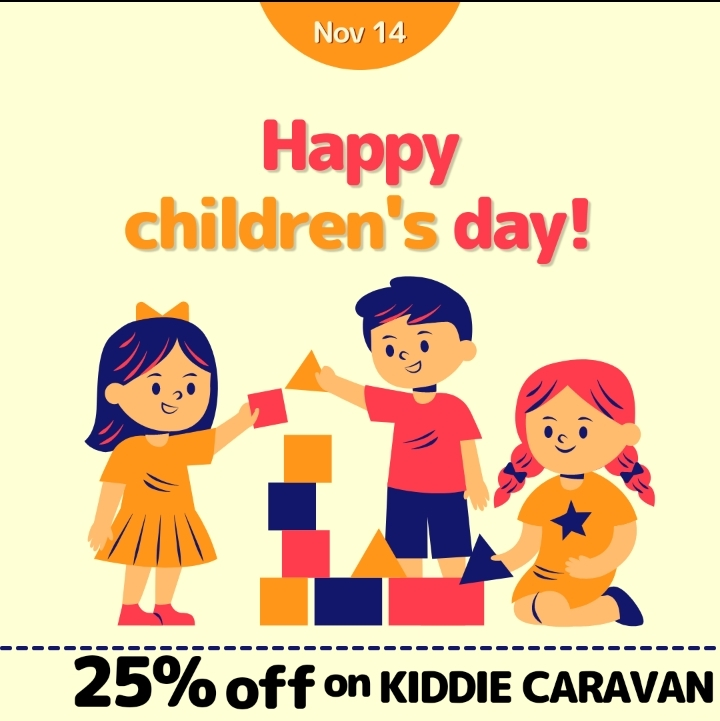 Nov 14
Happy
children's day!
25% off on KIDDIE CARAVAN